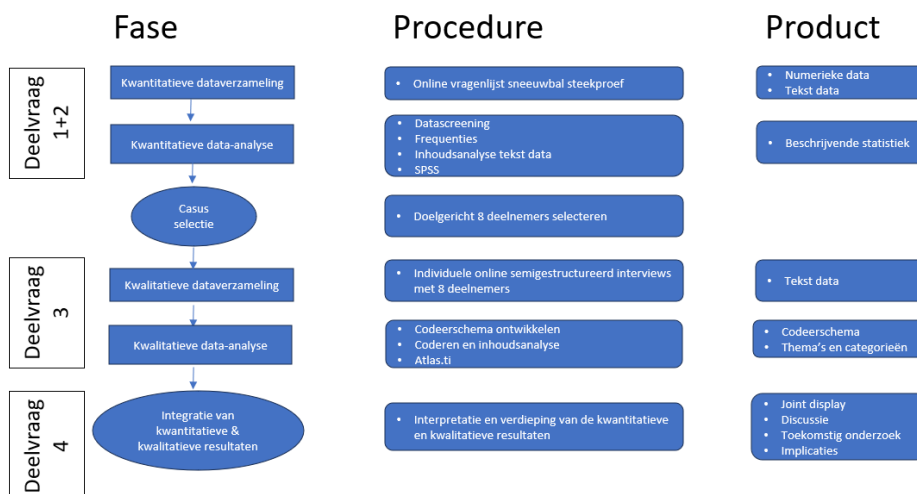 Fase
Procedure
Product
Deelvraag
1+2
Kwantitatieve dataverzameling
• Online vragenlijst sneeuwbal steekproef
• Numerieke data
• Tekst data
Kwantitatieve data-analyse
• Datascreening
• Frequenties
• Inhoudsanalyse tekst data
• SPSS
• Beschrijvende statistiek
Casus
selectie
• Doelgericht 8 deelnemers selecteren
Deelvraag
3
Kwalitatieve dataverzameling
• Individuele online semigestructureerd interviews
met 8 deelnemers
• Tekst data
Kwalitatieve data-analyse
• Codeerschema ontwikkelen
• Coderen en inhoudsanalyse
• Atlas.ti
• Codeerschema
• Thema's en categorieën
Deelvraag
4
Integratie van
kwantitatieve &
kwalitatieve resultaten
• Interpretatie en verdieping van de kwantitatieve
en kwalitatieve resultaten
• Joint display
• Discussie
• Toekomstig onderzoek
• Implicaties